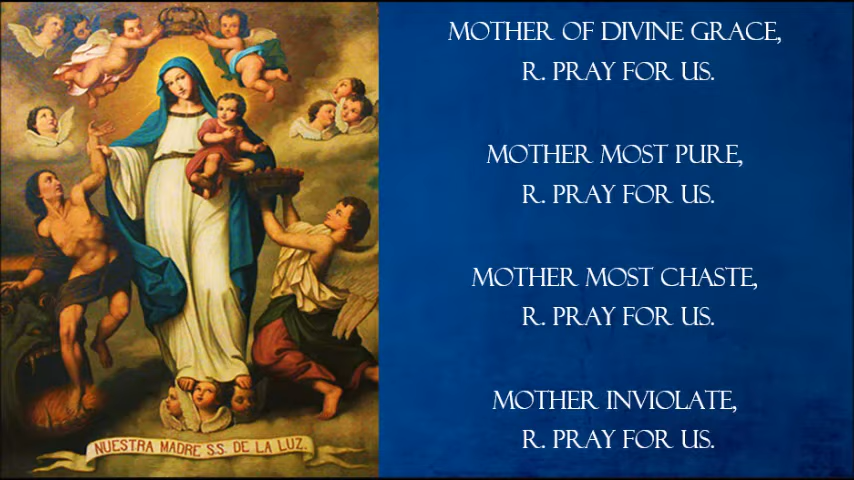 NUESTRA MADRE S.S. DE LA LUZ.
MOTHER OF DIVINE GRACE,
R. PRAY FOR US.
MOTHER MOST PURE,
R. PRAY FOR US.
MOTHER MOST CHASTE,
R. PRAY FOR US.
MOTHER INVIOLATE,
R. PRAY FOR US.